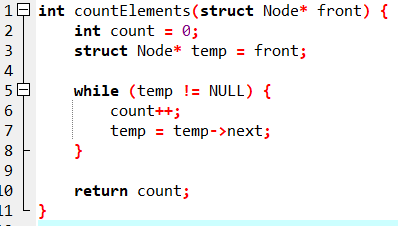 1 int countElements(struct Node* front) {
2     int count = 0;
3     struct Node* temp = front;
4
5     while (temp != NULL) {
6         count++;
7         temp = temp->next;
8     }
9
10     return count;
11 }